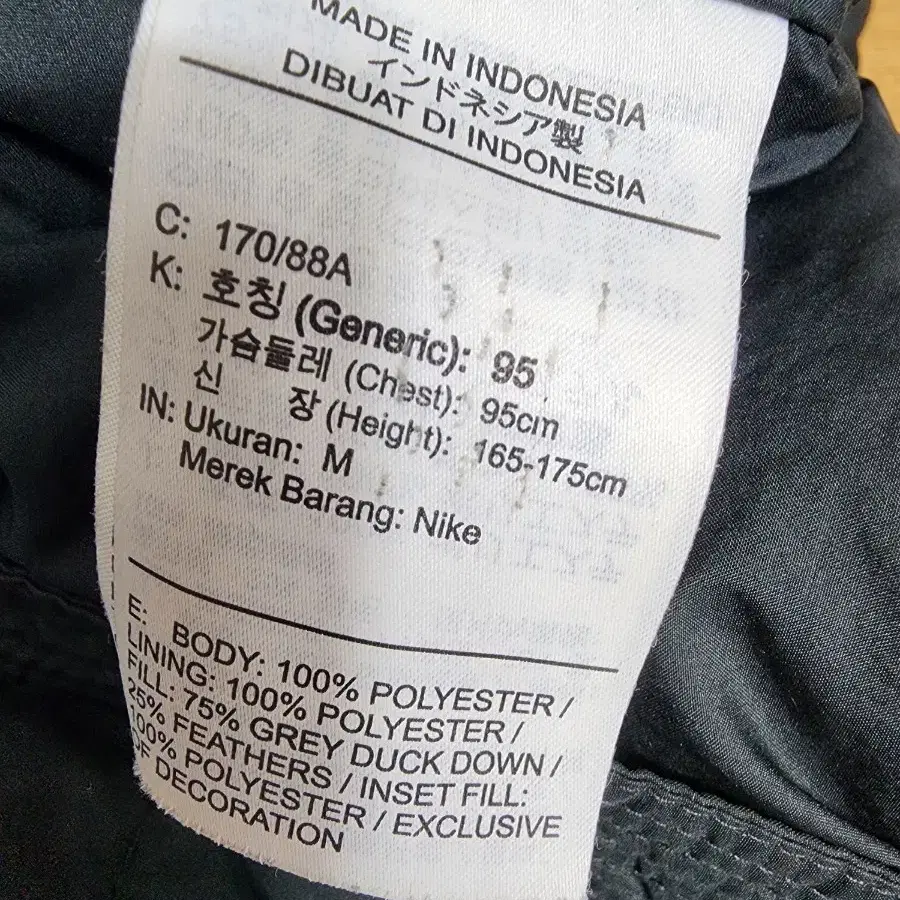 MADE IN INDONESIA
インドネシア製
DIBUAT DI INDONESIA
C: 170/88A
K: 호칭 (Generic): 95
가슴둘레 (Chest): 95cm
신 장 (Height): 165-175cm
IN: Ukuran: M
Merek Barang: Nike
E: BODY: 100% POLYESTER /
LINING: 100% POLYESTER /
FILL: 75% GREY DUCK DOWN /
25% FEATHERS / INSET FILL:
100% POLYESTER / EXCLUSIVE
OF DECORATION